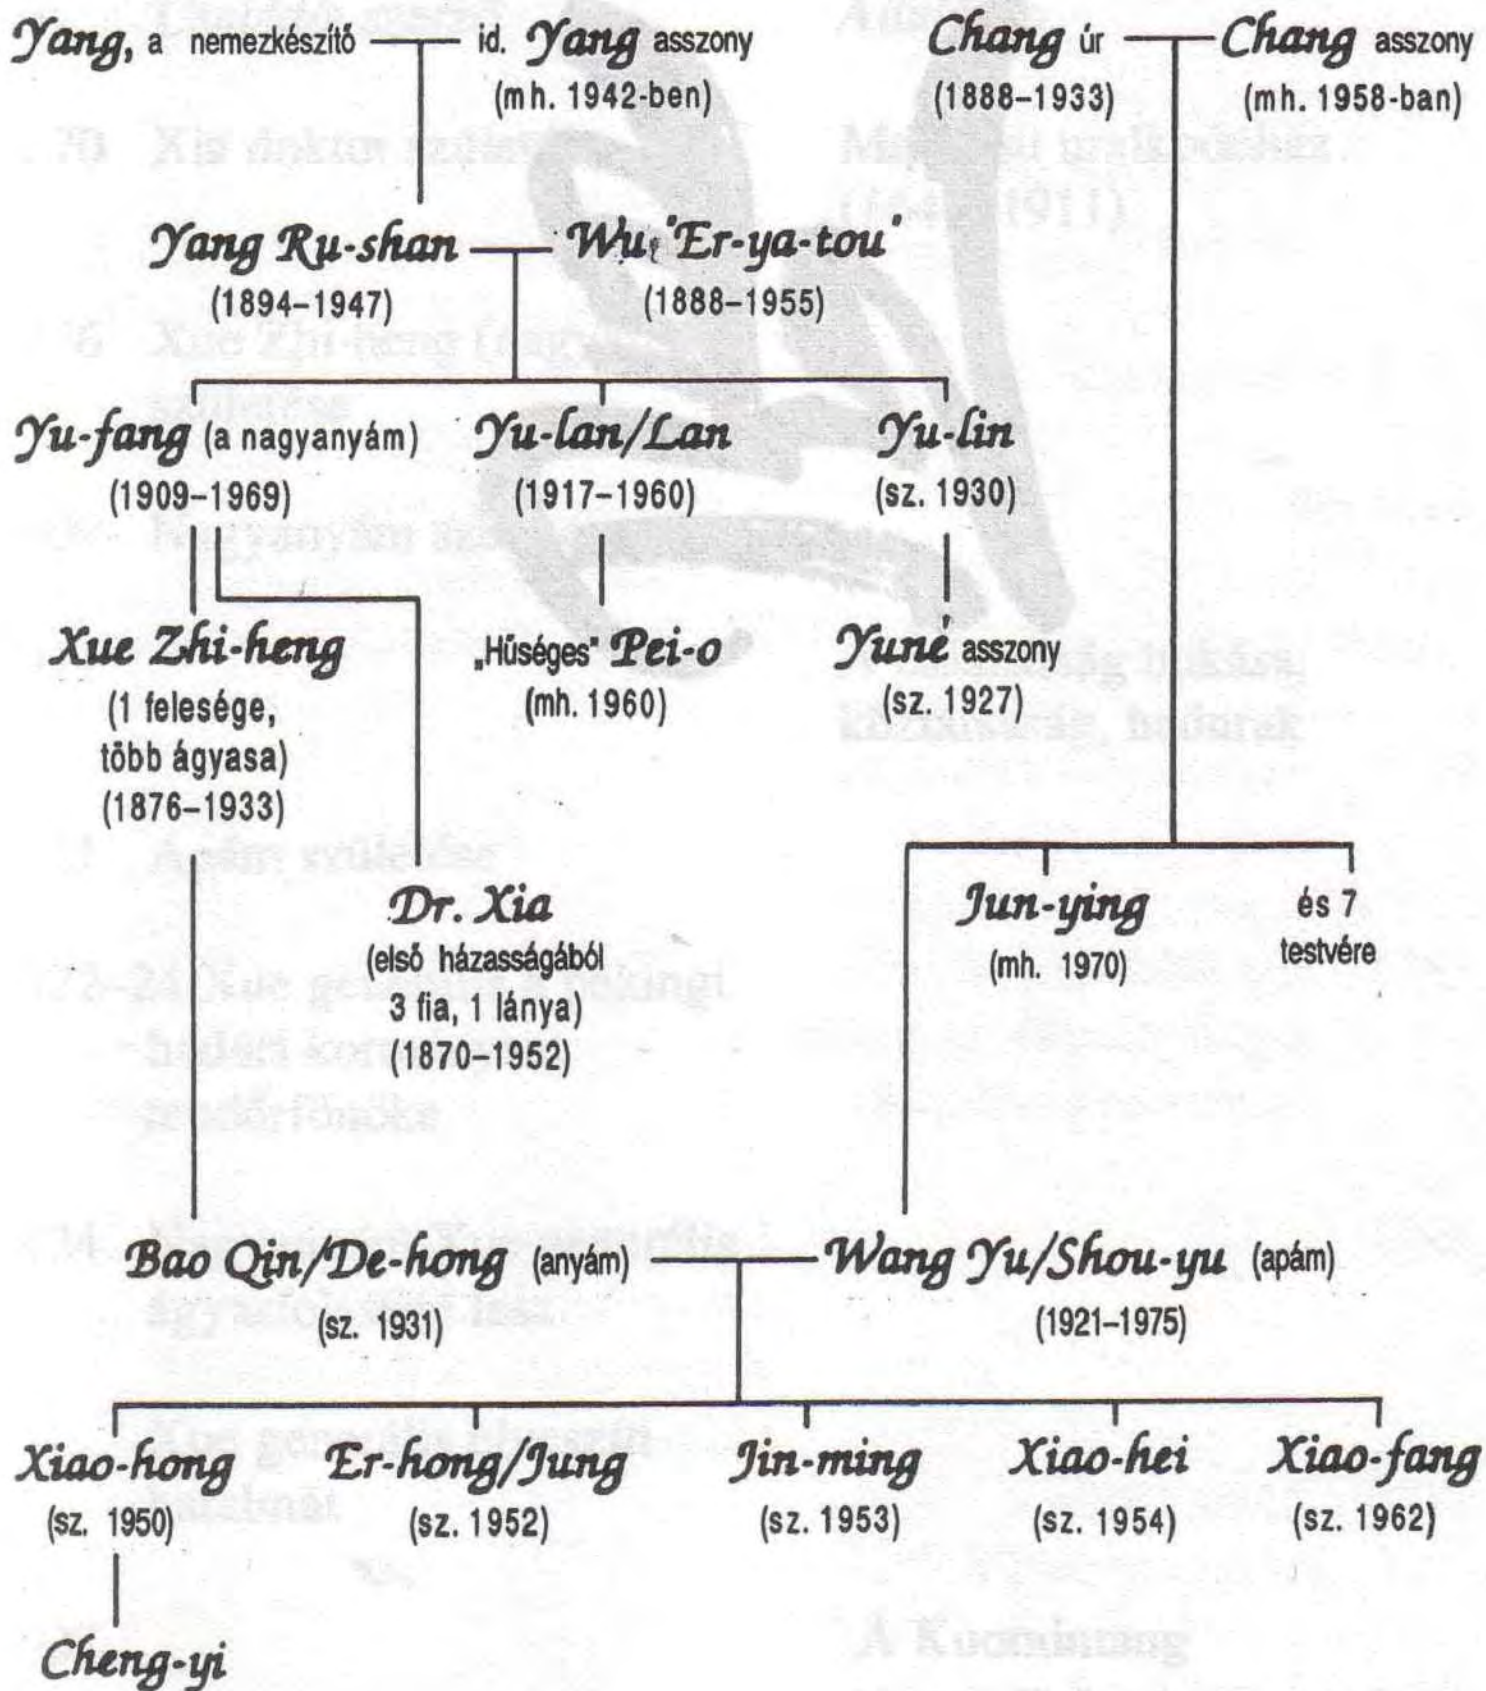 Yang, a nemezkészítő id. Yang asszony Chang úr Chang asszony
(mh. 1942-ben) (1888–1933) (mh. 1958-ban)
Yang Ru-shan Wu, 'Er-ya-tou'
(1894–1947) (1888–1955)
Yu-fang (a nagyanyám) Yu-lan/Lan Yu-lin
(1909–1969) (1917–1960) (sz. 1930)
Xue Zhi-heng „Hűséges" Pei-o Yuné asszony
(1 felesége, (mh. 1960) (sz. 1927)
több ágyasa)
(1876–1933)
Dr. Xia Jun-ying és 7
(első házasságából (mh. 1970) testvére
3 fia, 1 lánya)
(1870–1952)
Bao Qin/De-hong (anyám) Wang Yu/Shou-yu (apám)
(sz. 1931) (1921–1975)
Xiao-hong Er-hong/Jung Jin-ming Xiao-hei Xiao-fang
(sz. 1950) (sz. 1952) (sz. 1953) (sz. 1954) (sz. 1962)
Cheng-yi